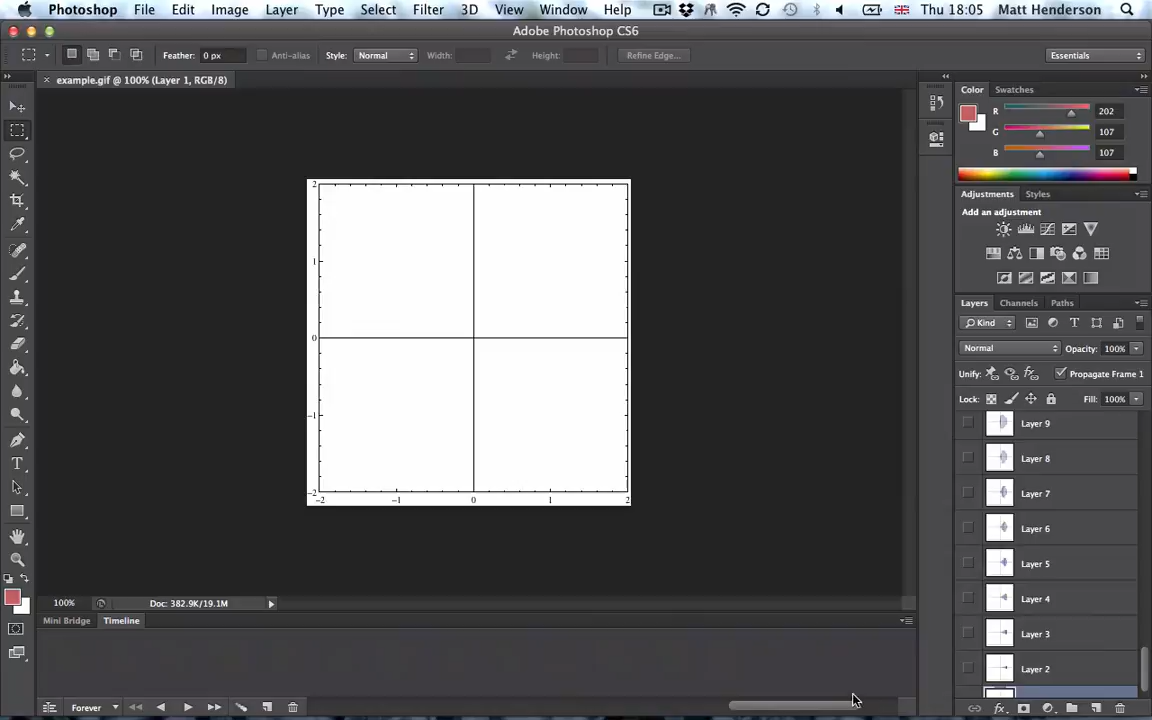 Photoshop File Edit Image Layer Type Select Filter 3D View Window Help Thu 18:05 Matt Henderson
Adobe Photoshop CS6
Feather: 0 px Anti-alias Style: Normal Width: Height: Refine Edge... Essentials
× example.gif @ 100% (Layer 1, RGB/8)
Color Swatches
R 202
G 107
B 107
Adjustments Styles
Add an adjustment
Layers Channels Paths
Kind
Normal Opacity: 100%
Unify: Propagate Frame 1
Lock: Fill: 100%
Layer 9
Layer 8
Layer 7
Layer 6
Layer 5
Layer 4
Layer 3
Layer 2
2
1
0
-1
-2
-2 -1 0 1 2
100% Doc: 382.9K/19.1M
Mini Bridge Timeline
Forever